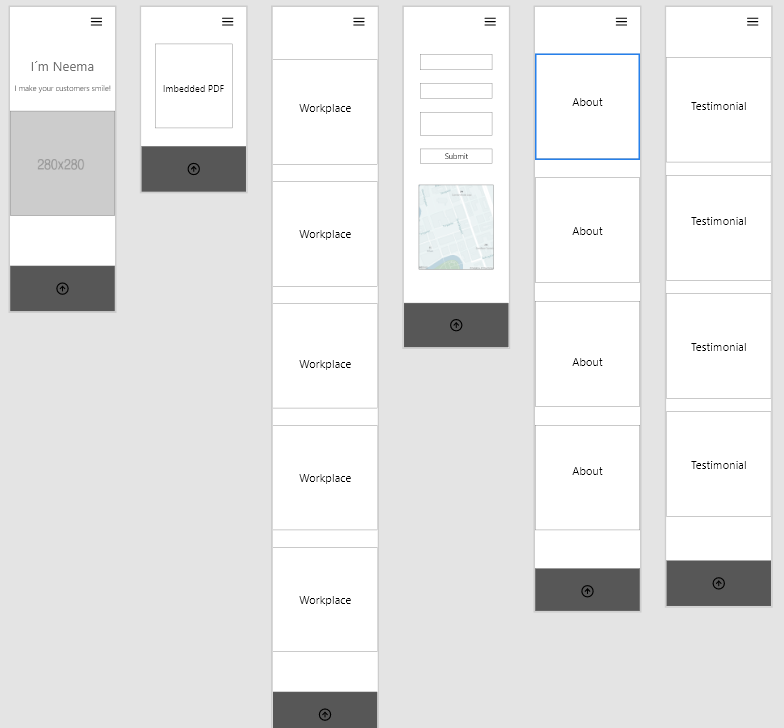 I´m Neema
I make your customers smile!
280x280
Imbedded PDF
Workplace
Workplace
Workplace
Workplace
Workplace
Submit
About
About
About
About
Testimonial
Testimonial
Testimonial
Testimonial